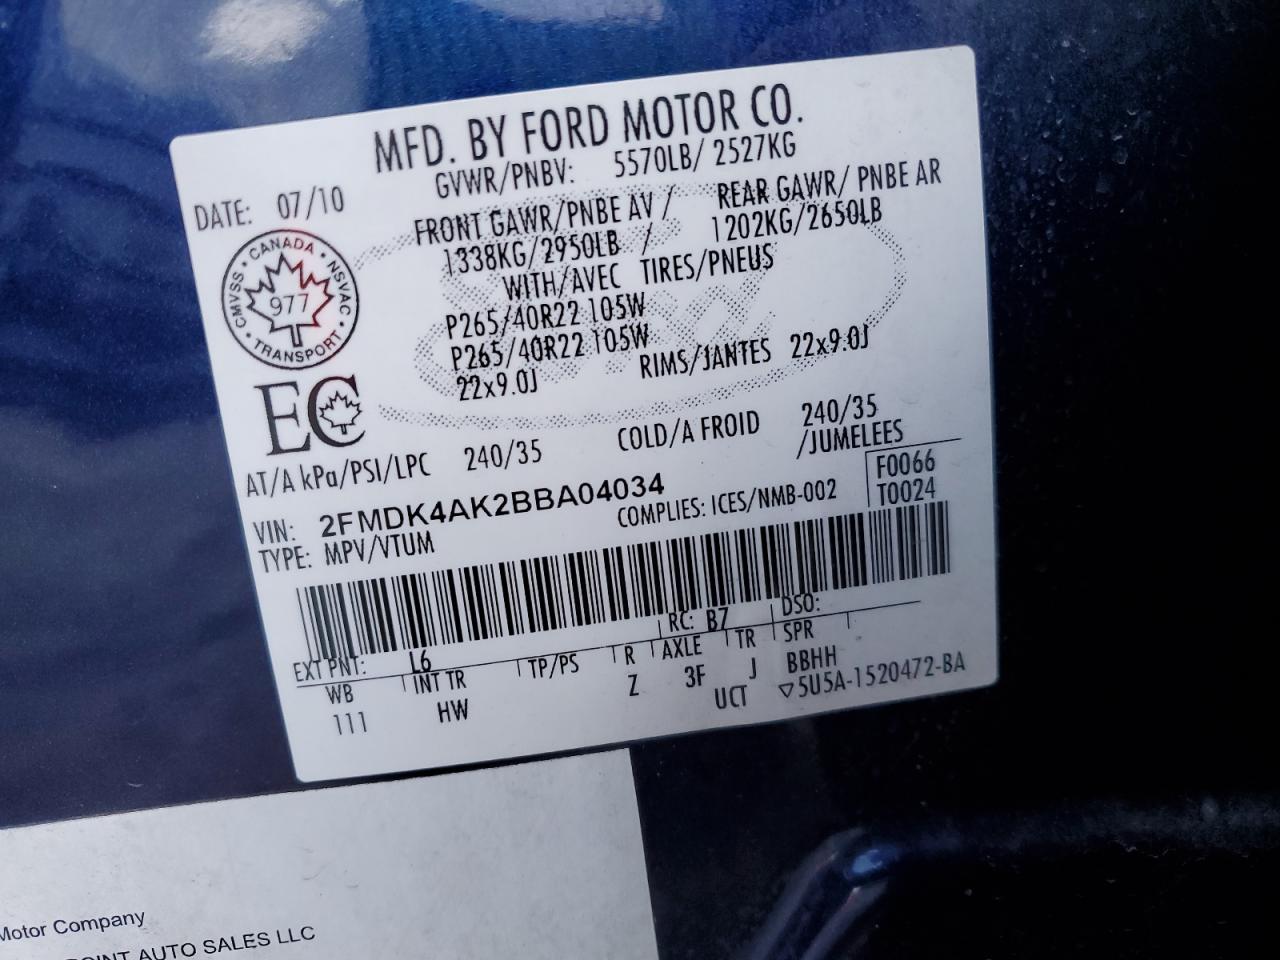 MFD. BY FORD MOTOR CO.
DATE: 07/10
GVWR/PNBV: 5570LB/ 2527KG
FRONT GAWR/PNBE AV / REAR GAWR/ PNBE AR
1338KG/2950LB / 1202KG/2650LB
WITH/AVEC TIRES/PNEUS
P265/40R22 105W
P265/40R22 105W
22x9.0J RIMS/JANTES 22x9.0J
CANADA
CMVSS NSVAC
977
TRANSPORT
EC
AT/A kPa/PSI/LPC 240/35 COLD/A FROID 240/35
/JUMELEES
VIN: 2FMDK4AK2BBA04034
COMPLIES: ICES/NMB-002
F0066
T0024
TYPE: MPV/VTUM
EXT PNT: L6 RC: B7 DSO:
WB INT TR TP/PS R AXLE TR SPR
111 HW Z 3F J BBHH
UCT ▽5U5A-1520472-BA
Motor Company
POINT AUTO SALES LLC